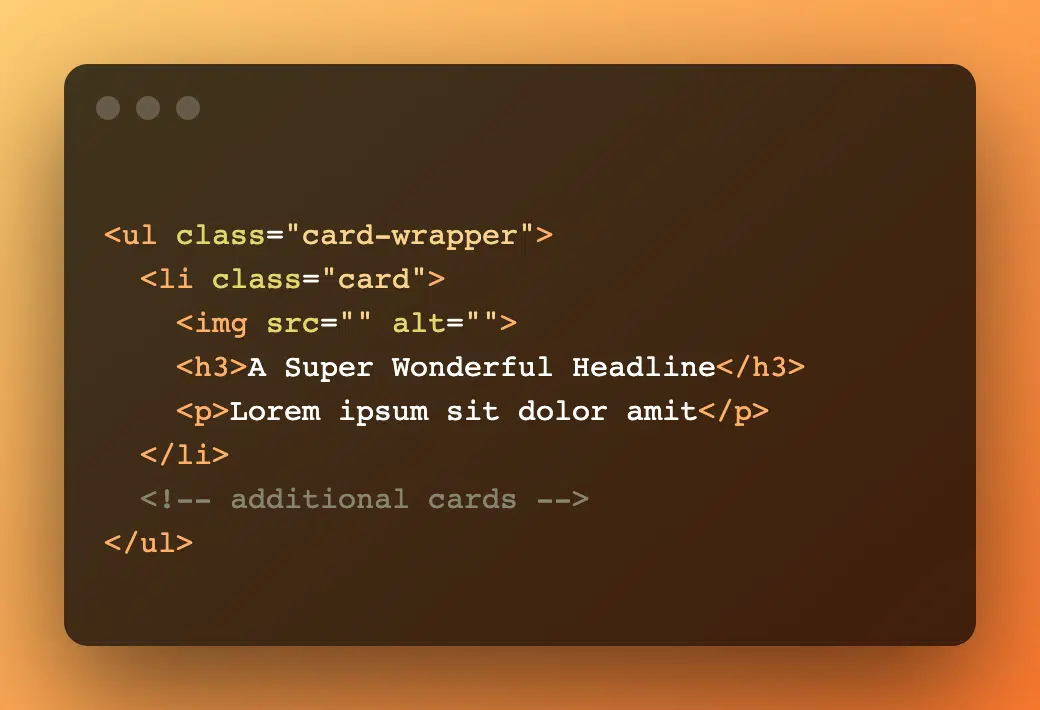 <ul class="card-wrapper">
  <li class="card">
    <img src="" alt="">
    <h3>A Super Wonderful Headline</h3>
    <p>Lorem ipsum sit dolor amit</p>
  </li>
  <!-- additional cards -->
</ul>